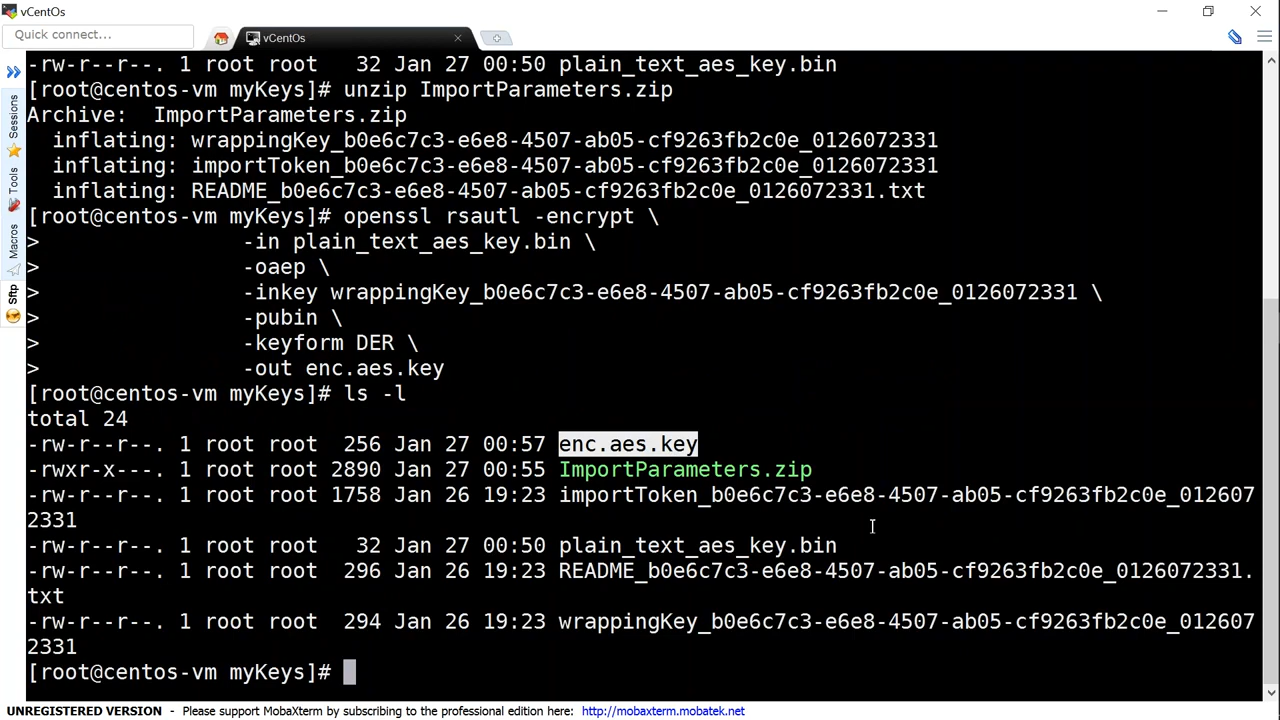 vCentOs
Quick connect...
vCentOs
Sessions
Tools
Macros
Sftp
-rw-r--r--. 1 root root   32 Jan 27 00:50 plain_text_aes_key.bin
[root@centos-vm myKeys]# unzip ImportParameters.zip
Archive:  ImportParameters.zip
  inflating: wrappingKey_b0e6c7c3-e6e8-4507-ab05-cf9263fb2c0e_0126072331
  inflating: importToken_b0e6c7c3-e6e8-4507-ab05-cf9263fb2c0e_0126072331
  inflating: README_b0e6c7c3-e6e8-4507-ab05-cf9263fb2c0e_0126072331.txt
[root@centos-vm myKeys]# openssl rsautl -encrypt \
>                -in plain_text_aes_key.bin \
>                -oaep \
>                -inkey wrappingKey_b0e6c7c3-e6e8-4507-ab05-cf9263fb2c0e_0126072331 \
>                -pubin \
>                -keyform DER \
>                -out enc.aes.key
[root@centos-vm myKeys]# ls -l
total 24
-rw-r--r--. 1 root root  256 Jan 27 00:57 enc.aes.key
-rwxr-x---. 1 root root 2890 Jan 27 00:55 ImportParameters.zip
-rw-r--r--. 1 root root 1758 Jan 26 19:23 importToken_b0e6c7c3-e6e8-4507-ab05-cf9263fb2c0e_012607
2331
-rw-r--r--. 1 root root   32 Jan 27 00:50 plain_text_aes_key.bin
-rw-r--r--. 1 root root  296 Jan 26 19:23 README_b0e6c7c3-e6e8-4507-ab05-cf9263fb2c0e_0126072331.
txt
-rw-r--r--. 1 root root  294 Jan 26 19:23 wrappingKey_b0e6c7c3-e6e8-4507-ab05-cf9263fb2c0e_012607
2331
[root@centos-vm myKeys]#
UNREGISTERED VERSION - Please support MobaXterm by subscribing to the professional edition here: http://mobaxterm.mobatek.net